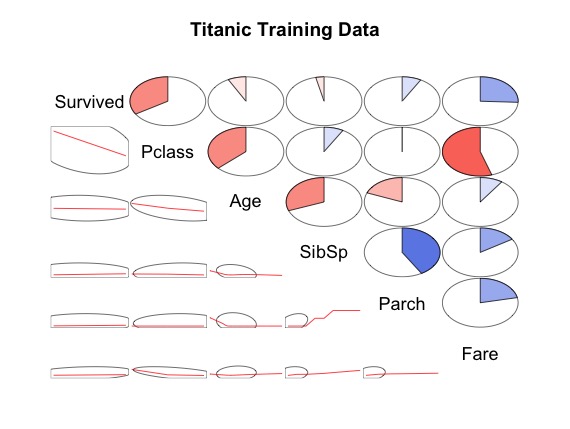 Titanic Training Data
Survived
Pclass
Age
SibSp
Parch
Fare